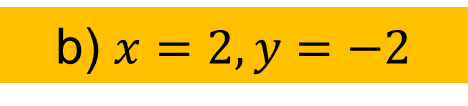 b) x = 2, y = −2